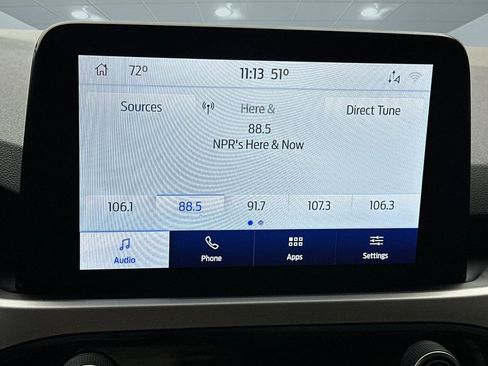 72° 11:13 51°
Sources Here & Direct Tune
88.5
NPR's Here & Now
106.1 88.5 91.7 107.3 106.3
Audio Phone Apps Settings